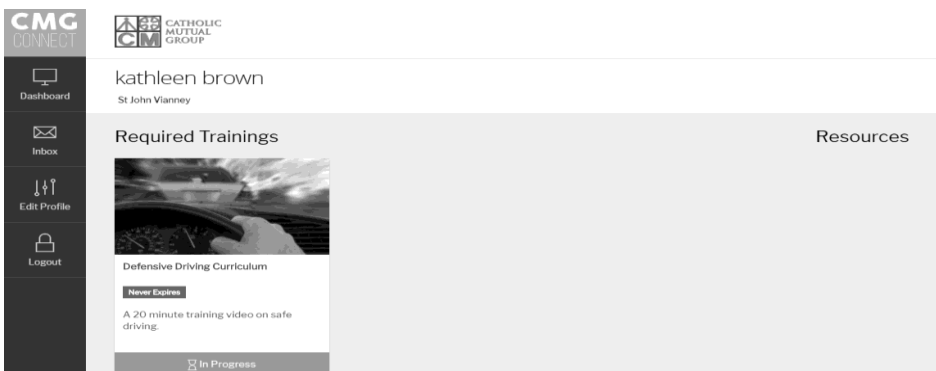 CMG
CONNECT
CATHOLIC
MUTUAL
GROUP
CM
Dashboard
Inbox
Edit Profile
Logout
kathleen brown
St John Vianney
Required Trainings
Resources
Defensive Driving Curriculum
Never Expires
A 20 minute training video on safe
driving.
In Progress